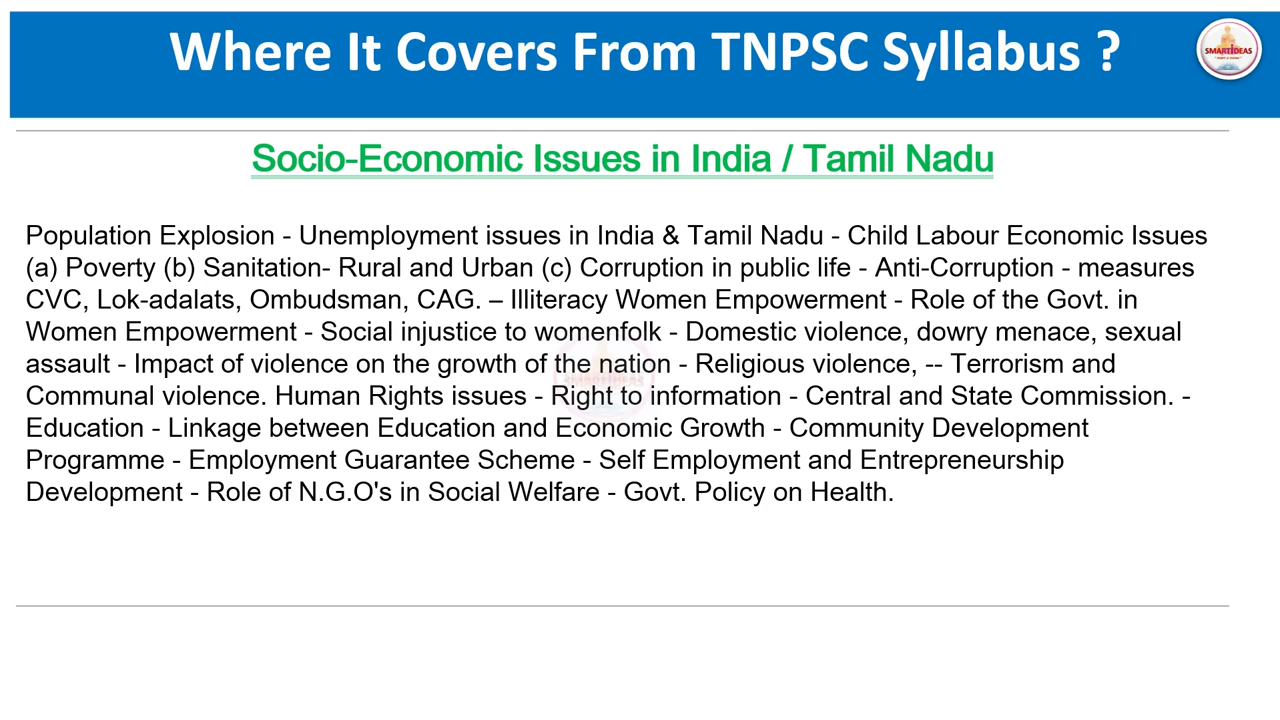 Where It Covers From TNPSC Syllabus ?
SMARTIDEAS
Socio-Economic Issues in India / Tamil Nadu
Population Explosion - Unemployment issues in India & Tamil Nadu - Child Labour Economic Issues
(a) Poverty (b) Sanitation- Rural and Urban (c) Corruption in public life - Anti-Corruption - measures
CVC, Lok-adalats, Ombudsman, CAG. – Illiteracy Women Empowerment - Role of the Govt. in
Women Empowerment - Social injustice to womenfolk - Domestic violence, dowry menace, sexual
assault - Impact of violence on the growth of the nation - Religious violence, -- Terrorism and
Communal violence. Human Rights issues - Right to information - Central and State Commission. -
Education - Linkage between Education and Economic Growth - Community Development
Programme - Employment Guarantee Scheme - Self Employment and Entrepreneurship
Development - Role of N.G.O's in Social Welfare - Govt. Policy on Health.